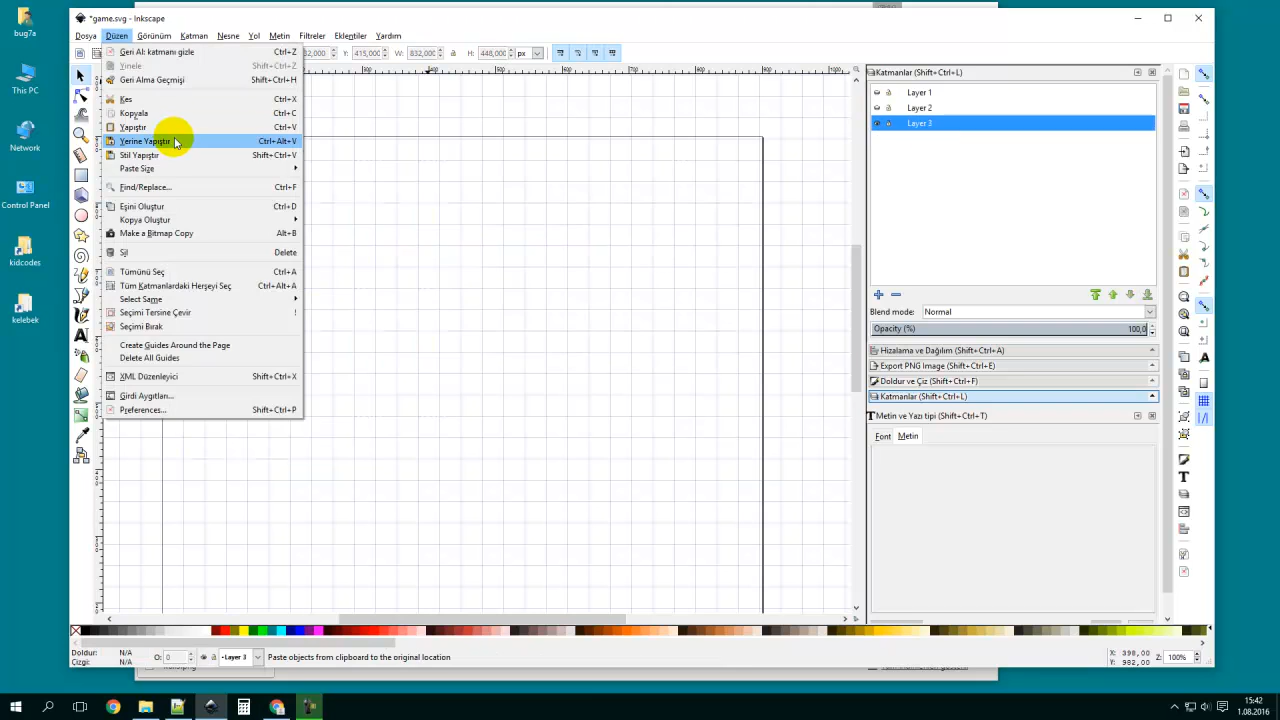 bug7a
This PC
Network
Control Panel
kidcodes
kelebek
*game.svg - Inkscape
Dosya Düzen Görünüm Katman Nesne Yol Metin Filtreler Eklentiler Yardım
Y: 415,000 W: 832,000 H: 448,000 px
Geri Al: katmanı gizle Ctrl+Z
Yinele Shift+Ctrl+Z
Geri Alma Geçmişi Shift+Ctrl+H
Kes Ctrl+X
Kopyala Ctrl+C
Yapıştır Ctrl+V
Yerine Yapıştır Ctrl+Alt+V
Stil Yapıştır Shift+Ctrl+V
Paste Size
Find/Replace... Ctrl+F
Eşini Oluştur Ctrl+D
Kopya Oluştur
Make a Bitmap Copy Alt+B
Sil Delete
Tümünü Seç Ctrl+A
Tüm Katmanlardaki Herşeyi Seç Ctrl+Alt+A
Select Same
Seçimi Tersine Çevir !
Seçimi Bırak
Create Guides Around the Page
Delete All Guides
XML Düzenleyici Shift+Ctrl+X
Girdi Aygıtları...
Preferences... Shift+Ctrl+P
Katmanlar (Shift+Ctrl+L)
Layer 1
Layer 2
Layer 3
Blend mode: Normal
Opacity (%) 100,0
Hizalama ve Dağılım (Shift+Ctrl+A)
Export PNG Image (Shift+Ctrl+E)
Doldur ve Çiz (Shift+Ctrl+F)
Katmanlar (Shift+Ctrl+L)
Metin ve Yazı tipi (Shift+Ctrl+T)
Font Metin
Doldur: N/A
Çizgi: N/A
O: 0
Layer 3
Paste objects from clipboard to the original location
X: 398,00
Y: 982,00
Z: 100%
15:42
1.08.2016